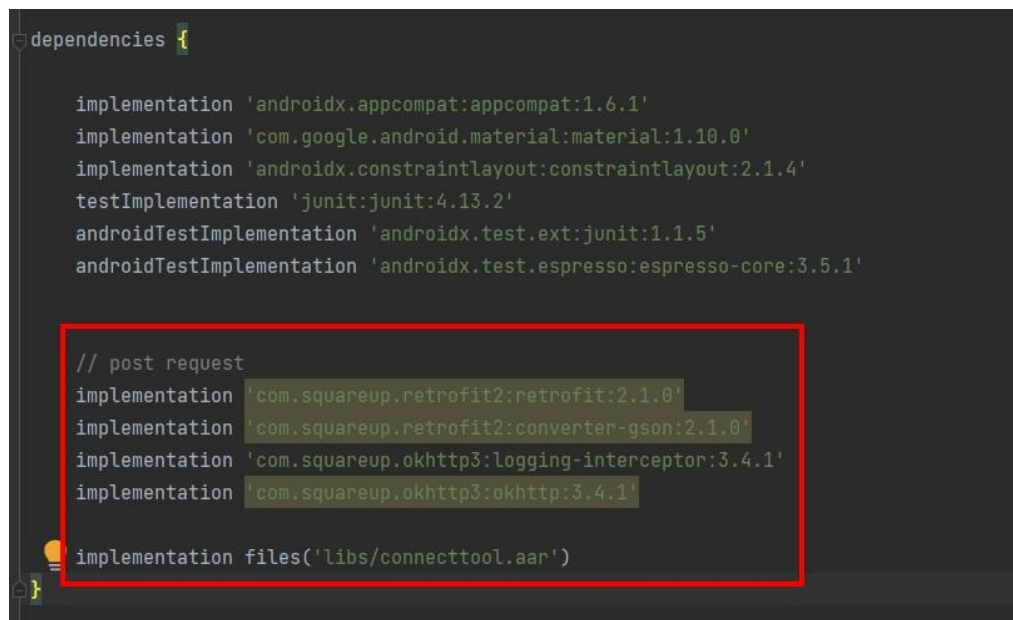 dependencies {
implementation 'androidx.appcompat:appcompat:1.6.1'
implementation 'com.google.android.material:material:1.10.0'
implementation 'androidx.constraintlayout:constraintlayout:2.1.4'
testImplementation 'junit:junit:4.13.2'
androidTestImplementation 'androidx.test.ext:junit:1.1.5'
androidTestImplementation 'androidx.test.espresso:espresso-core:3.5.1'
// post request
implementation 'com.squareup.retrofit2:retrofit:2.1.0'
implementation 'com.squareup.retrofit2:converter-gson:2.1.0'
implementation 'com.squareup.okhttp3:logging-interceptor:3.4.1'
implementation 'com.squareup.okhttp3:okhttp:3.4.1'
implementation files('libs/connecttool.aar')
}